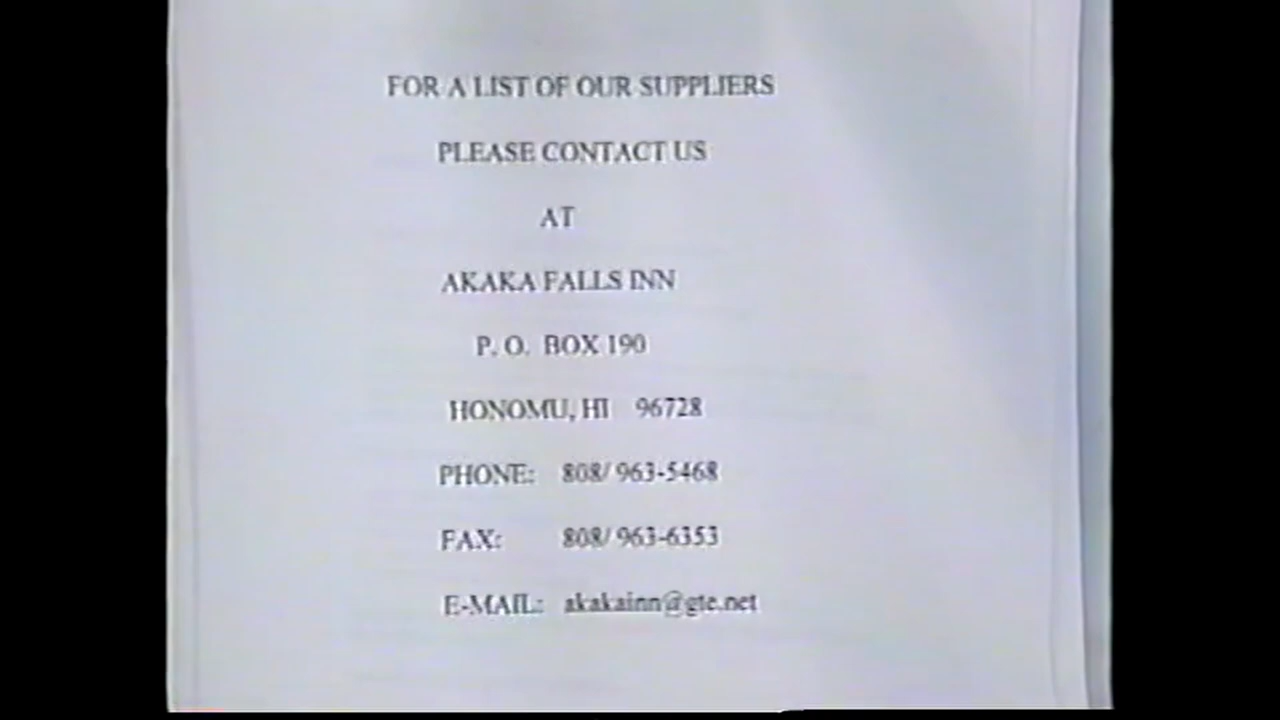 FOR A LIST OF OUR SUPPLIERS
PLEASE CONTACT US
AT
AKAKA FALLS INN
P. O. BOX 190
HONOMU, HI 96728
PHONE: 808/ 963-5468
FAX: 808/ 963-6353
E-MAIL: akakainn@gte.net